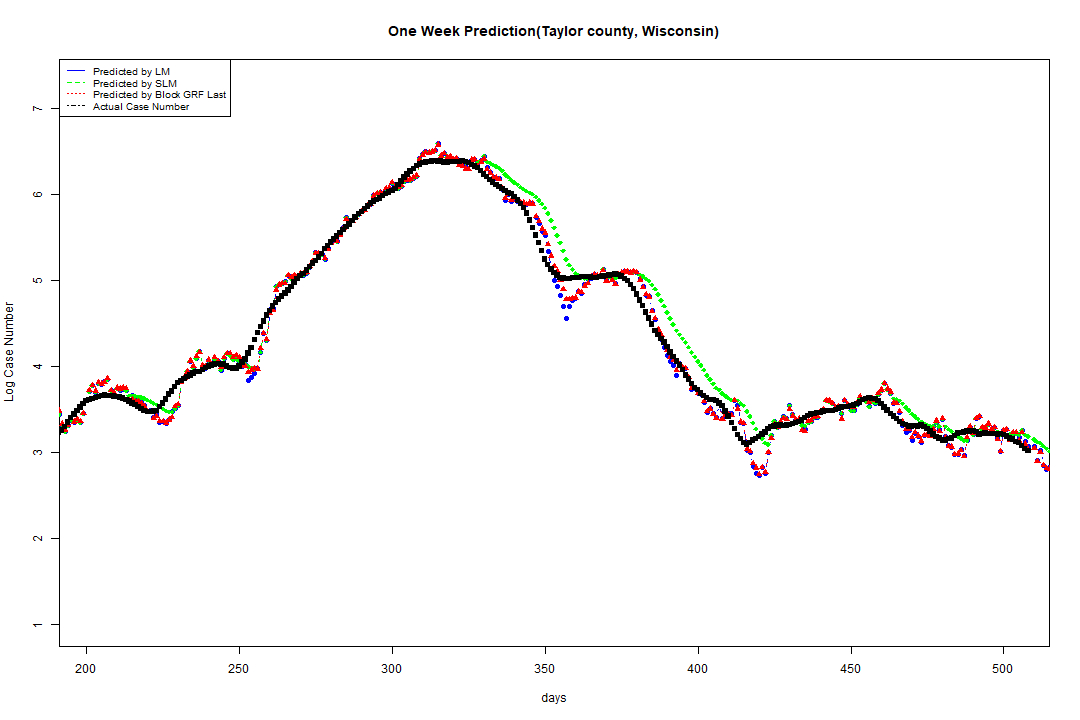 One Week Prediction(Taylor county, Wisconsin)
Predicted by LM
Predicted by SLM
Predicted by Block GRF Last
Actual Case Number
7
6
5
4
3
2
1
Log Case Number
200 250 300 350 400 450 500
days